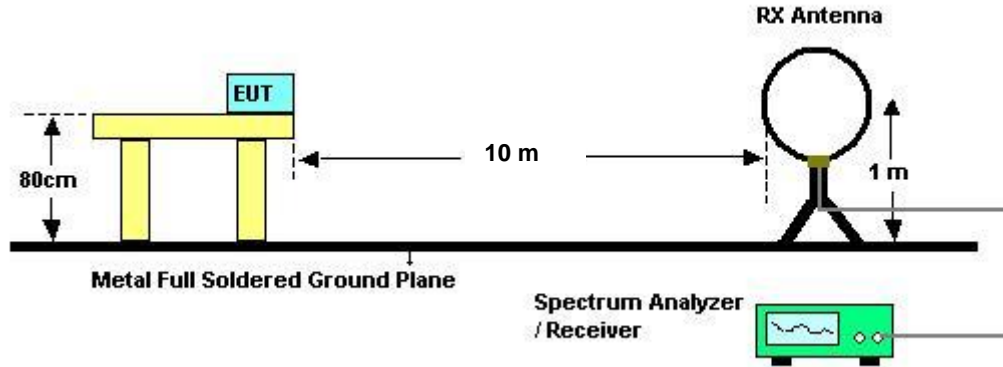 RX Antenna
EUT
10 m
80cm
1 m
Metal Full Soldered Ground Plane
Spectrum Analyzer
/ Receiver